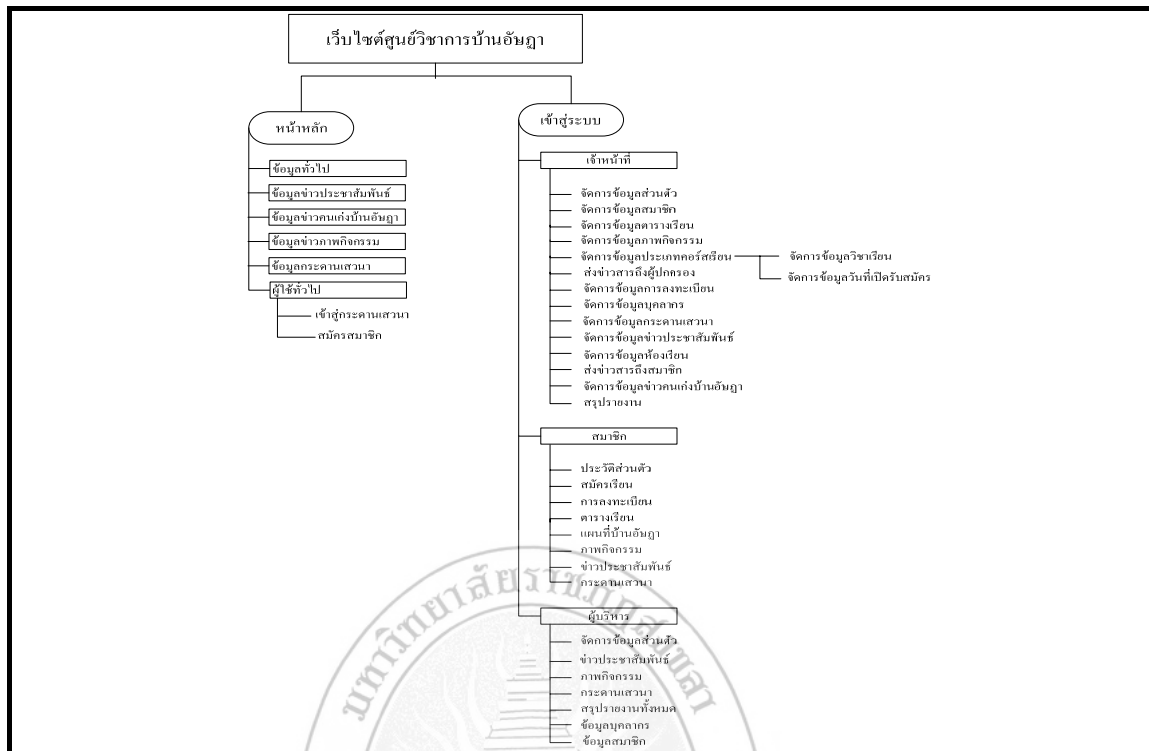 เว็บไซต์ศูนย์วิชาการบ้านอัษฎา
หน้าหลัก
ข้อมูลทั่วไป
ข้อมูลข่าวประชาสัมพันธ์
ข้อมูลข่าวคนเก่งบ้านอัษฎา
ข้อมูลข่าวภาพกิจกรรม
ข้อมูลกระดานเสวนา
ผู้ใช้ทั่วไป
เข้าสู่กระดานเสวนา
สมัครสมาชิก
เข้าสู่ระบบ
เจ้าหน้าที่
จัดการข้อมูลส่วนตัว
จัดการข้อมูลสมาชิก
จัดการข้อมูลตารางเรียน
จัดการข้อมูลภาพกิจกรรม
จัดการข้อมูลประเภทคอร์สเรียน
จัดการข้อมูลวิชาเรียน
จัดการข้อมูลวันที่เปิดรับสมัคร
ส่งข่าวสารถึงผู้ปกครอง
จัดการข้อมูลการลงทะเบียน
จัดการข้อมูลบุคลากร
จัดการข้อมูลกระดานเสวนา
จัดการข้อมูลข่าวประชาสัมพันธ์
จัดการข้อมูลห้องเรียน
ส่งข่าวสารถึงสมาชิก
จัดการข้อมูลข่าวคนเก่งบ้านอัษฎา
สรุปรายงาน
สมาชิก
ประวัติส่วนตัว
สมัครเรียน
การลงทะเบียน
ตารางเรียน
แผนที่บ้านอัษฎา
ภาพกิจกรรม
ข่าวประชาสัมพันธ์
กระดานเสวนา
ผู้บริหาร
จัดการข้อมูลส่วนตัว
ข่าวประชาสัมพันธ์
ภาพกิจกรรม
กระดานเสวนา
สรุปรายงานทั้งหมด
ข้อมูลบุคลากร
ข้อมูลสมาชิก
มหาวิทยาลัยราชภัฏสงขลา